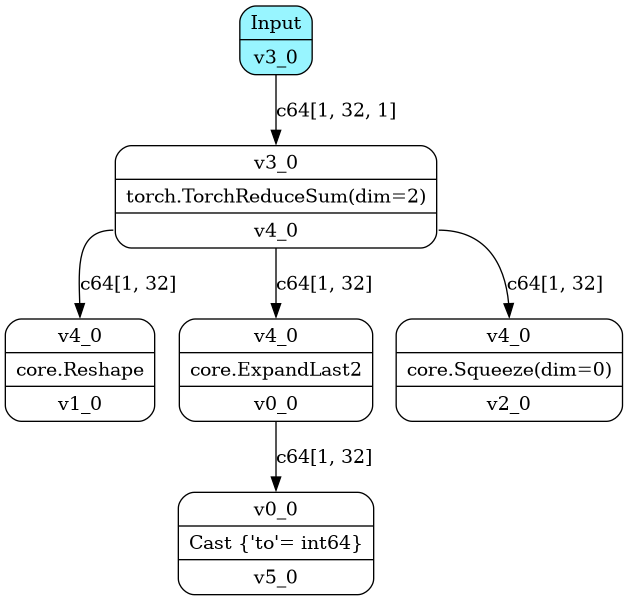 Input
v3_0
c64[1, 32, 1]
v3_0
torch.TorchReduceSum(dim=2)
v4_0
c64[1, 32]
c64[1, 32]
c64[1, 32]
v4_0
core.Reshape
v1_0
v4_0
core.ExpandLast2
v0_0
v4_0
core.Squeeze(dim=0)
v2_0
c64[1, 32]
v0_0
Cast {'to'= int64}
v5_0